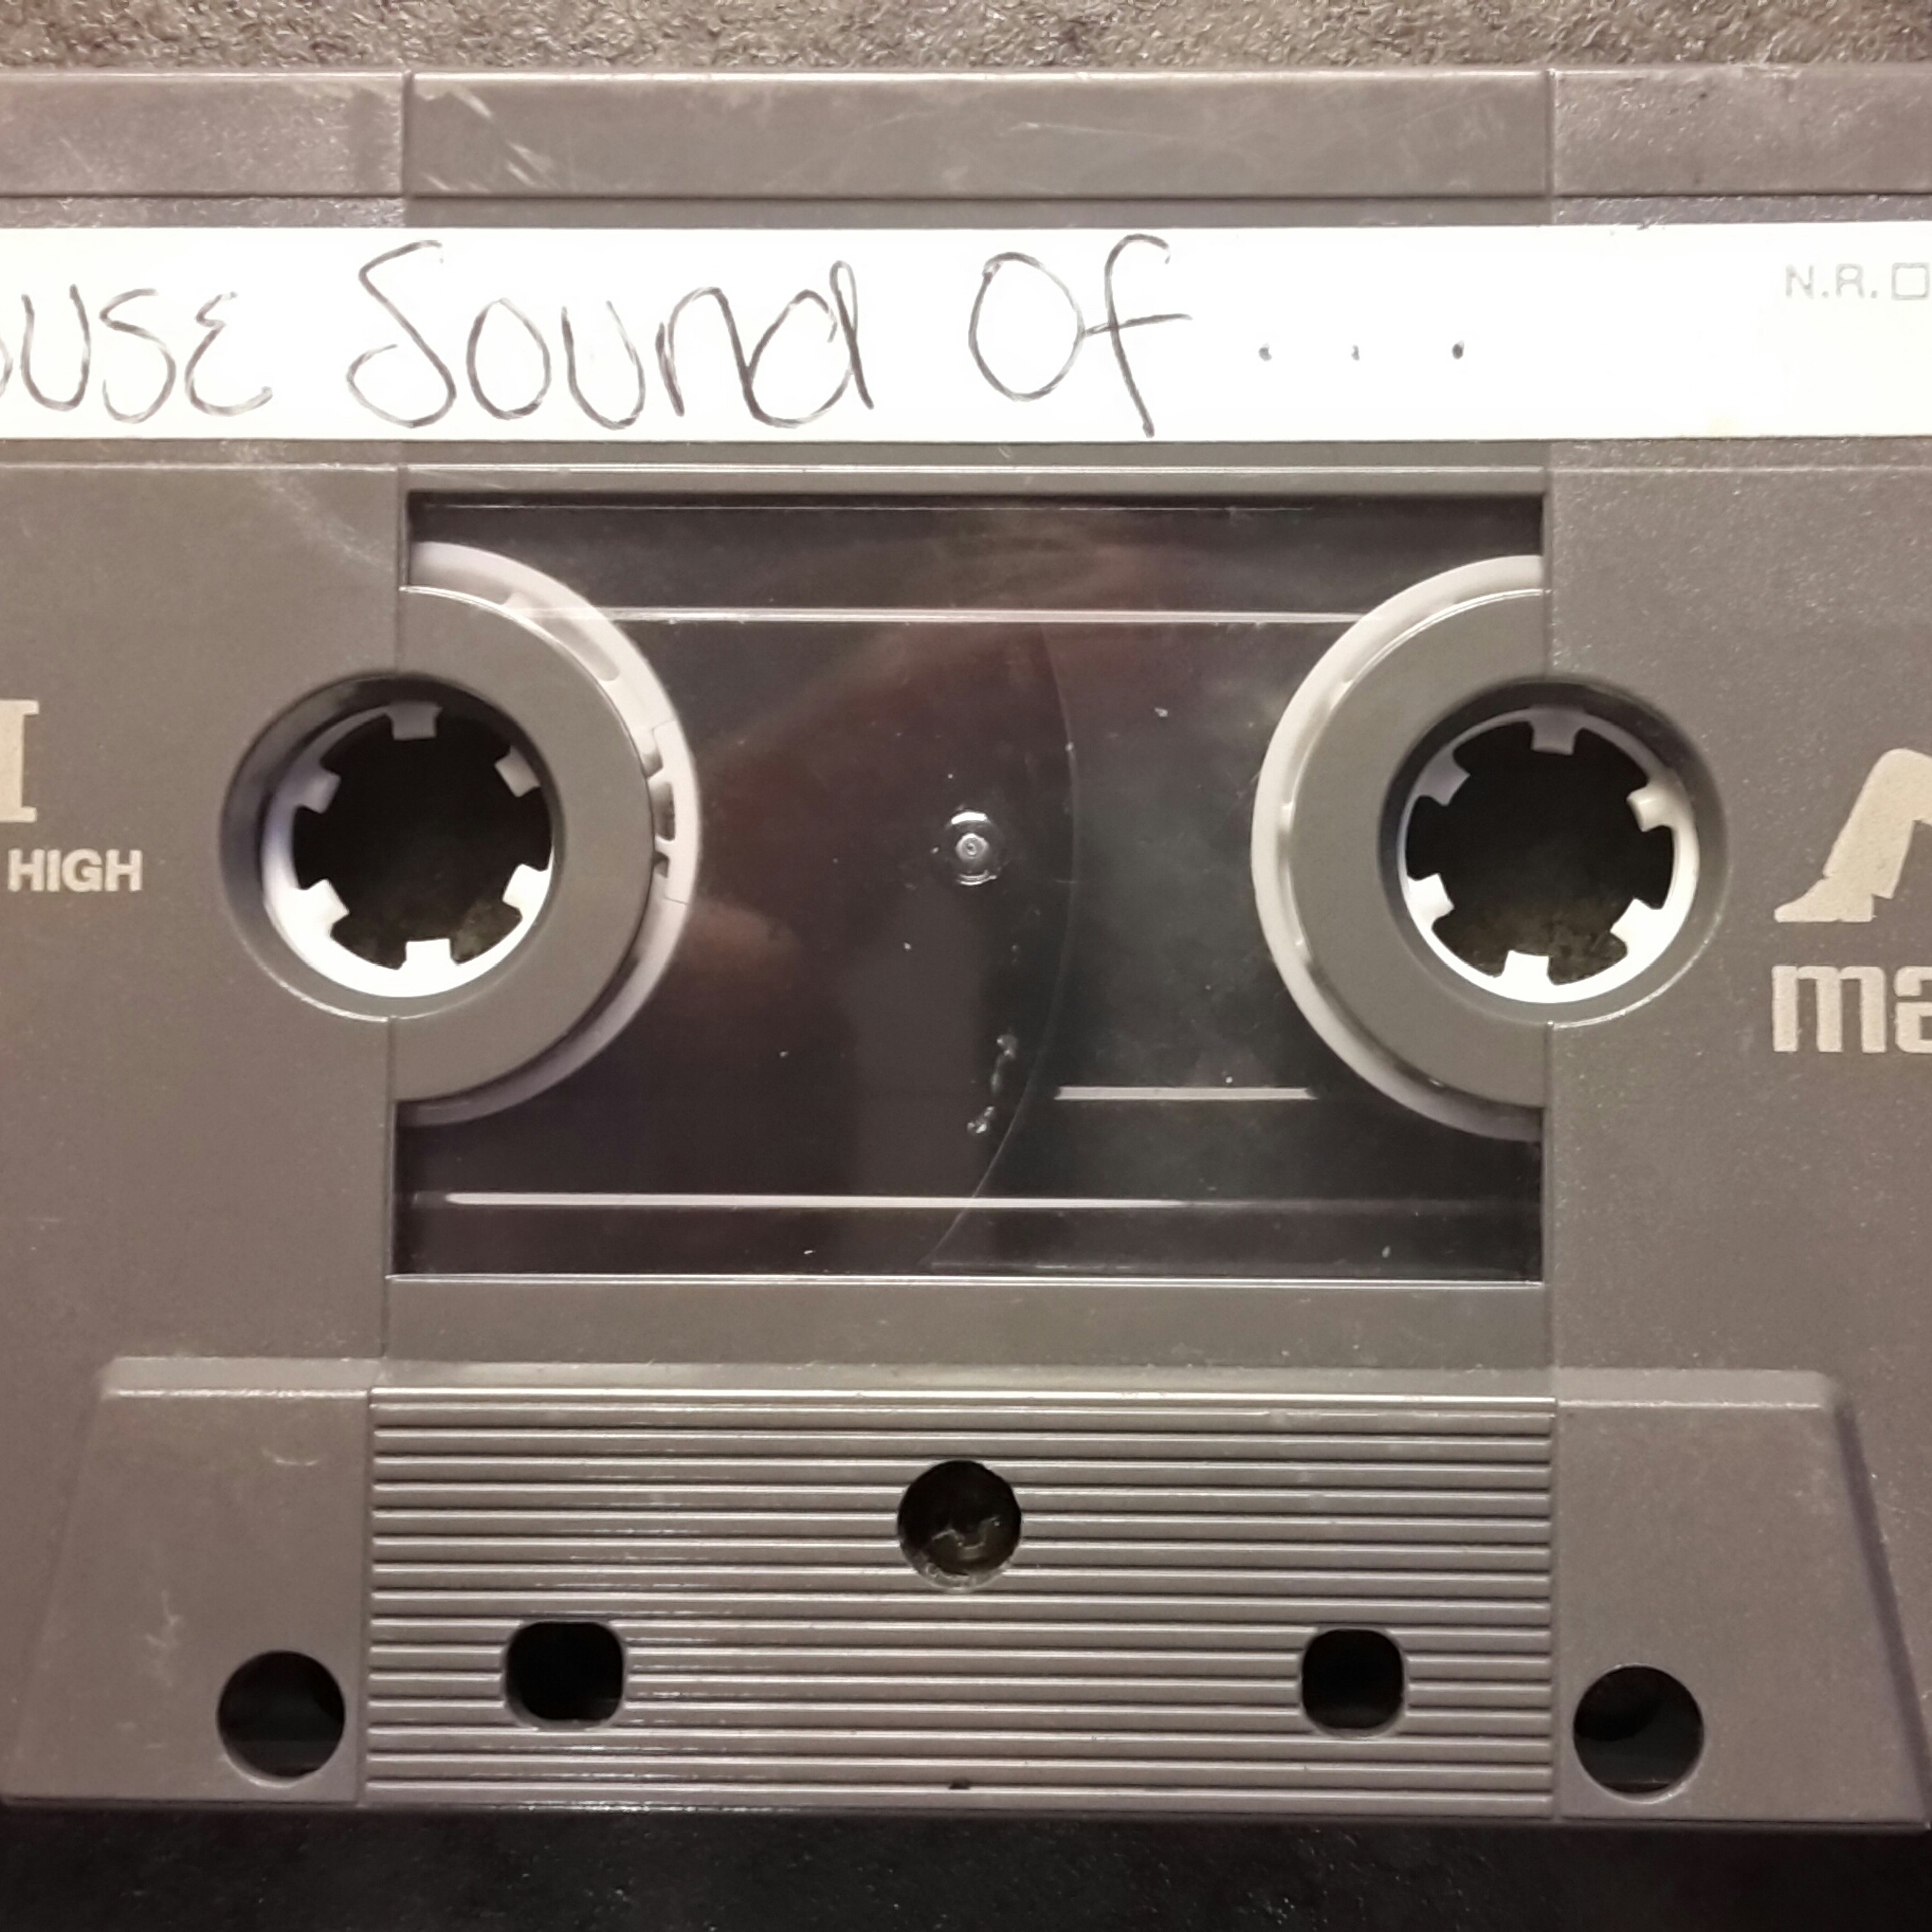 ouse Sound Of...
N.R.
I
HIGH
ma